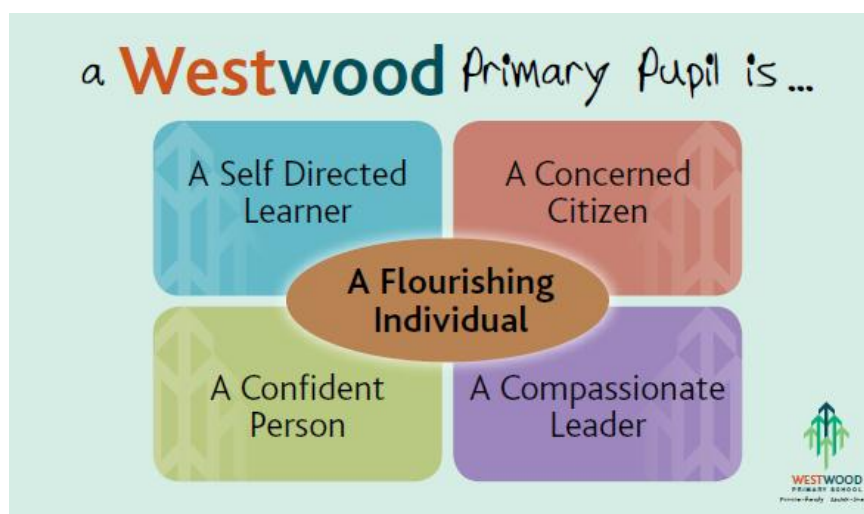 a Westwood Primary Pupil is...
A Self Directed
Learner
A Concerned
Citizen
A Flourishing
Individual
A Confident
Person
A Compassionate
Leader
WESTWOOD
PRIMARY SCHOOL